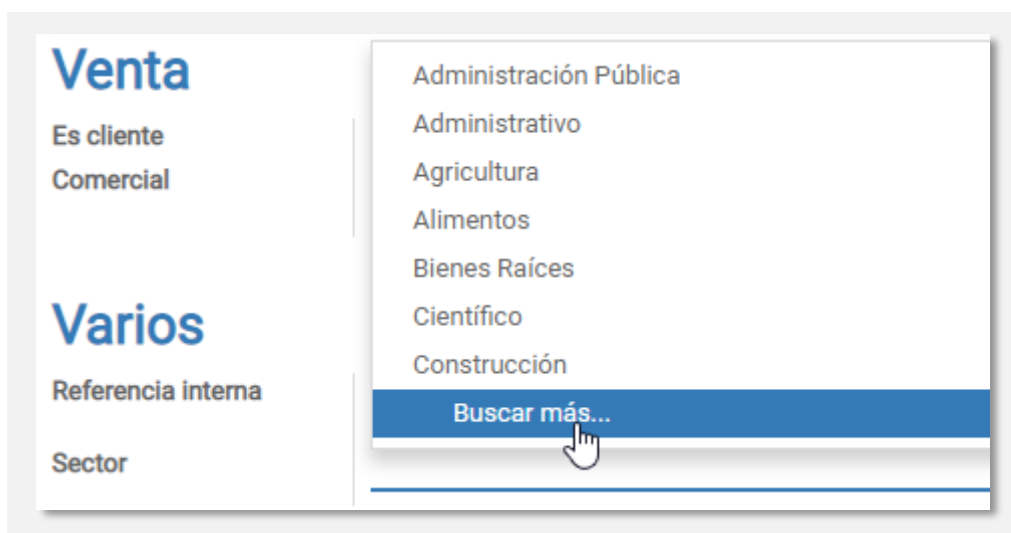 Venta
Es cliente
Comercial
Varios
Referencia interna
Sector
Administración Pública
Administrativo
Agricultura
Alimentos
Bienes Raíces
Científico
Construcción
Buscar más...